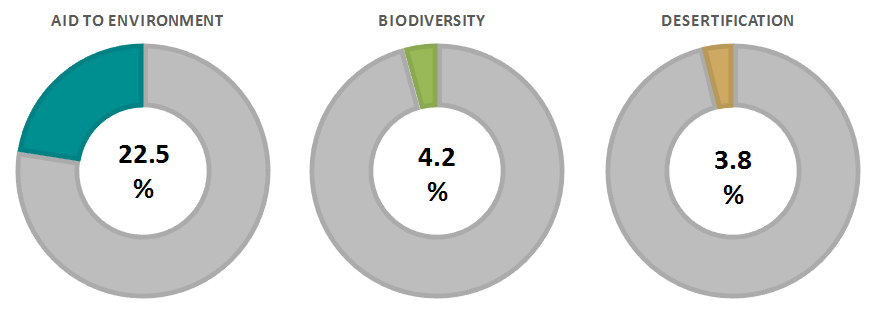 AID TO ENVIRONMENT
22.5
%
BIODIVERSITY
4.2
%
DESERTIFICATION
3.8
%